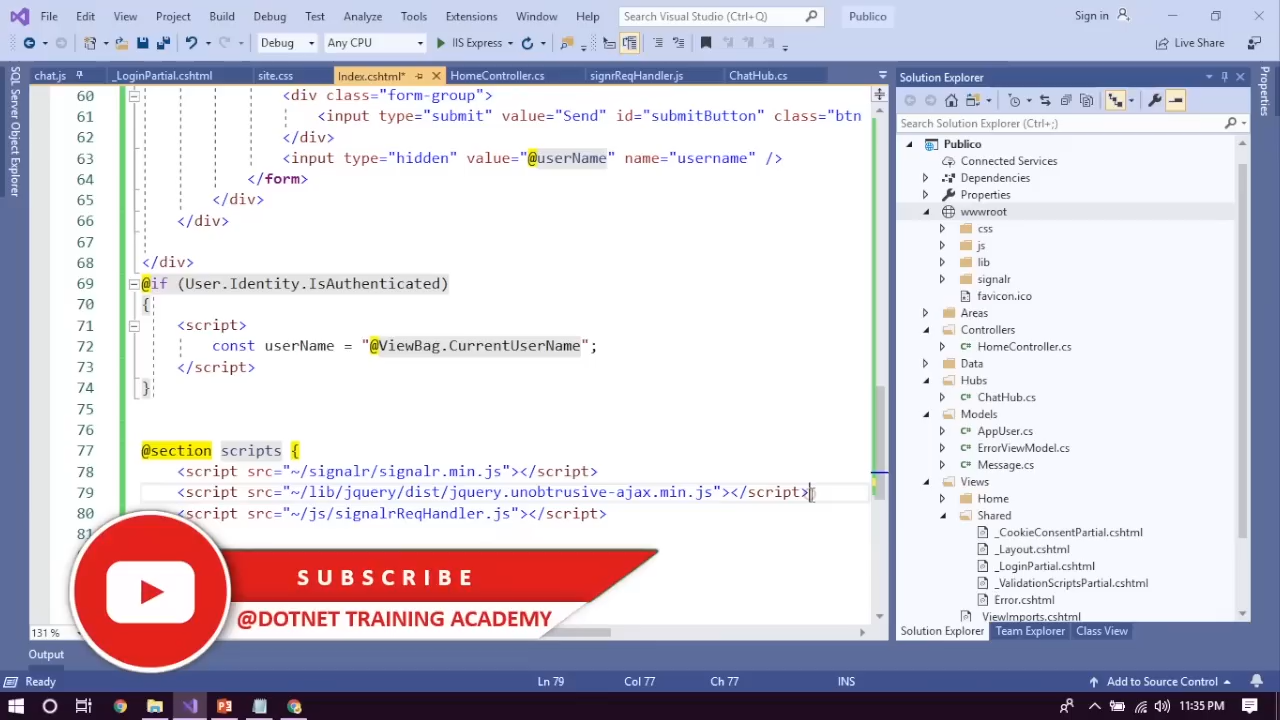 File Edit View Project Build Debug Test Analyze Tools Extensions Window Help Search Visual Studio (Ctrl+Q) Publico Sign in
Debug Any CPU IIS Express Live Share
chat.js _LoginPartial.cshtml site.css Index.cshtml* HomeController.cs signrReqHandler.js ChatHub.cs
SQL Server Object Explorer
60 <div class="form-group">
61 <input type="submit" value="Send" id="submitButton" class="btn
62 </div>
63 <input type="hidden" value="@userName" name="username" />
64 </form>
65 </div>
66 </div>
67
68 </div>
69 @if (User.Identity.IsAuthenticated)
70 {
71 <script>
72 const userName = "@ViewBag.CurrentUserName";
73 </script>
74 }
75
76
77 @section scripts {
78 <script src="~/signalr/signalr.min.js"></script>
79 <script src="~/lib/jquery/dist/jquery.unobtrusive-ajax.min.js"></script>
80 <script src="~/js/signalrReqHandler.js"></script>
81
SUBSCRIBE
@DOTNET TRAINING ACADEMY
131 %
Output
Solution Explorer
Search Solution Explorer (Ctrl+;)
Publico
Connected Services
Dependencies
Properties
wwwroot
css
js
lib
signalr
favicon.ico
Areas
Controllers
HomeController.cs
Data
Hubs
ChatHub.cs
Models
AppUser.cs
ErrorViewModel.cs
Message.cs
Views
Home
Shared
_CookieConsentPartial.cshtml
_Layout.cshtml
_LoginPartial.cshtml
_ValidationScriptsPartial.cshtml
Error.cshtml
_ViewImports.cshtml
Solution Explorer Team Explorer Class View
Properties
Ready Ln 79 Col 77 Ch 77 INS Add to Source Control
11:35 PM